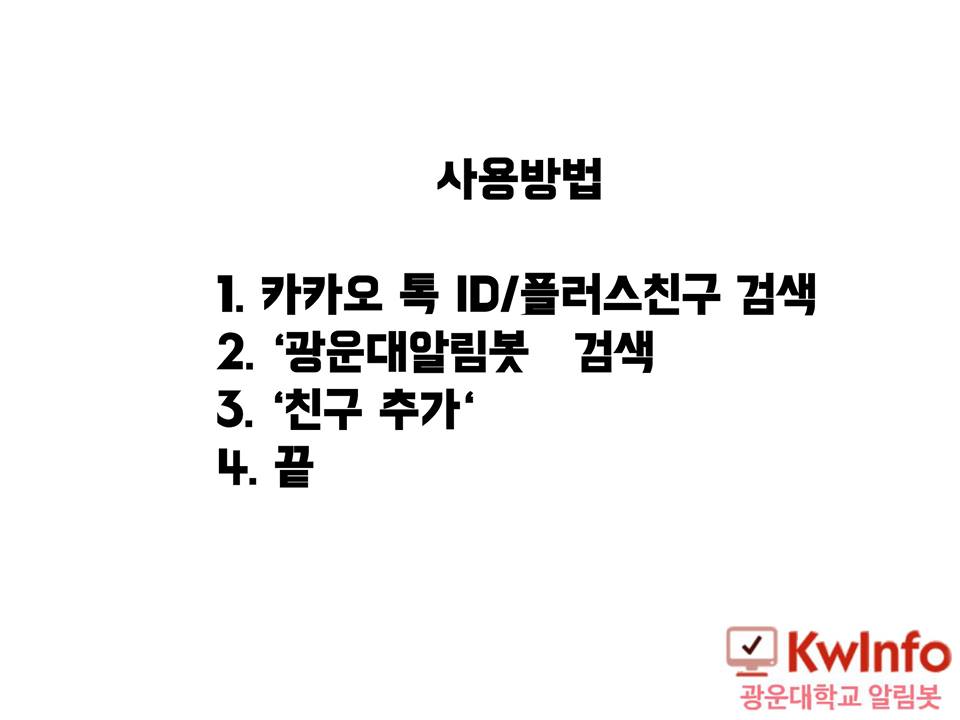 사용방법
1. 카카오 톡 ID/플러스친구 검색
2. ‘광운대알림봇 검색
3. ‘친구 추가‘
4. 끝
KwInfo
광운대학교 알림봇